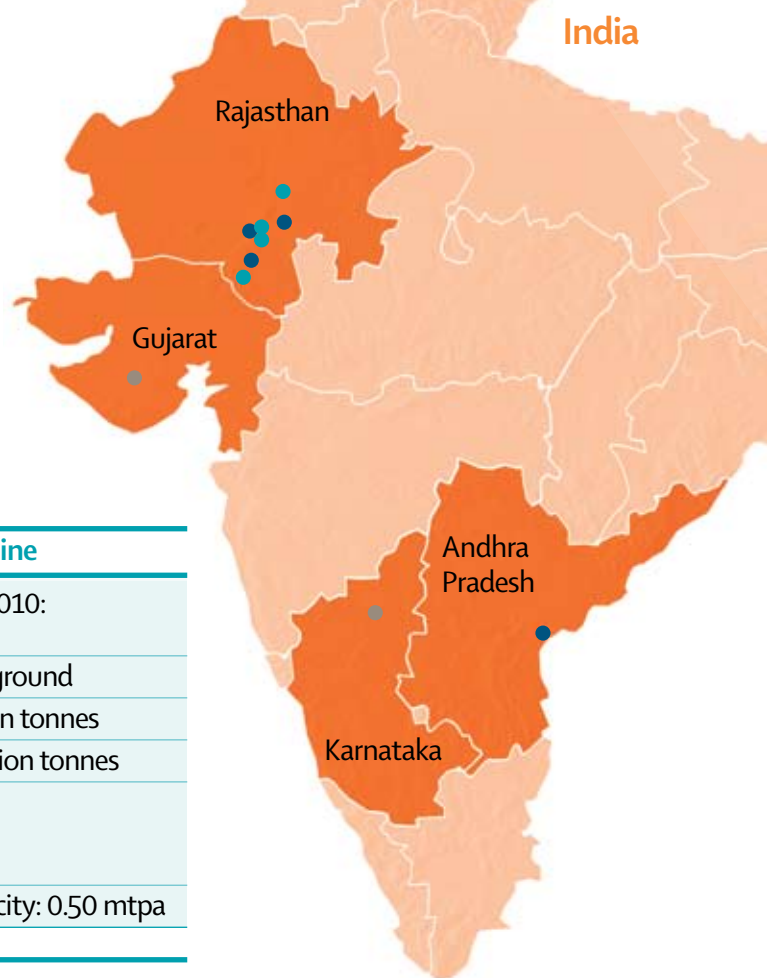 India
Rajasthan
Gujarat
Andhra
Pradesh
Karnataka
ine
010:
ground
n tonnes
ion tonnes
city: 0.50 mtpa